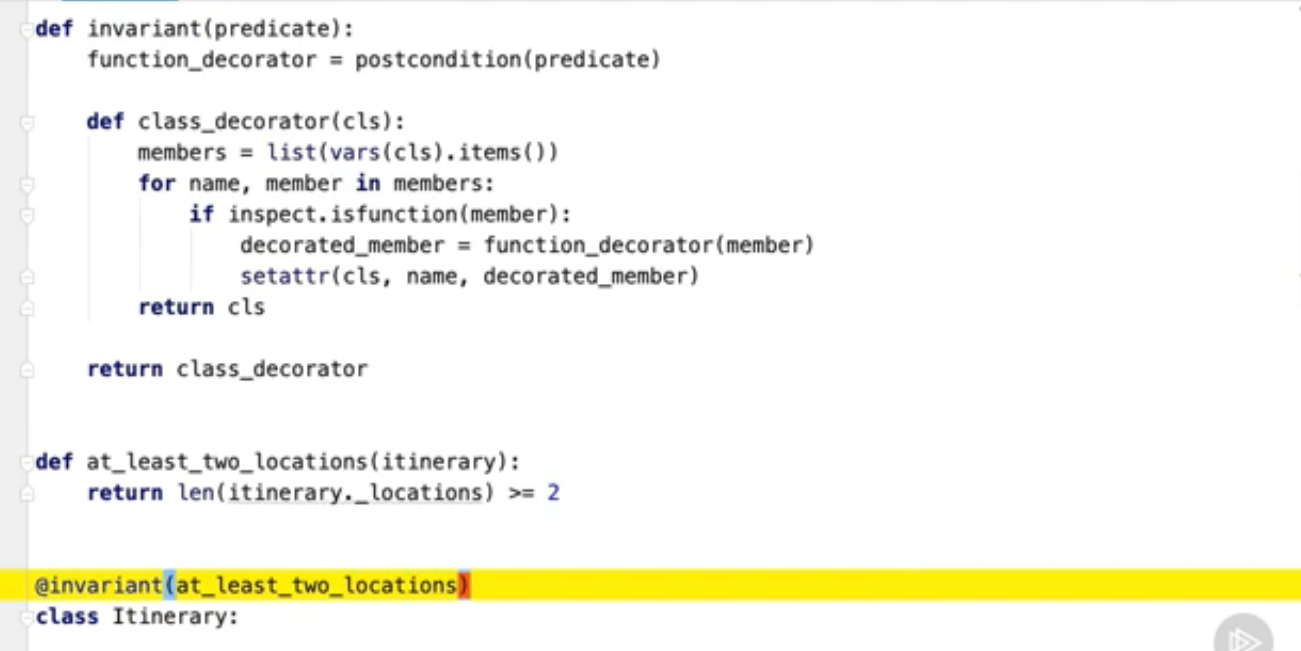 def invariant(predicate):
    function_decorator = postcondition(predicate)
    def class_decorator(cls):
        members = list(vars(cls).items())
        for name, member in members:
            if inspect.isfunction(member):
                decorated_member = function_decorator(member)
                setattr(cls, name, decorated_member)
        return cls
    return class_decorator
def at_least_two_locations(itinerary):
    return len(itinerary._locations) >= 2
@invariant(at_least_two_locations)
class Itinerary: